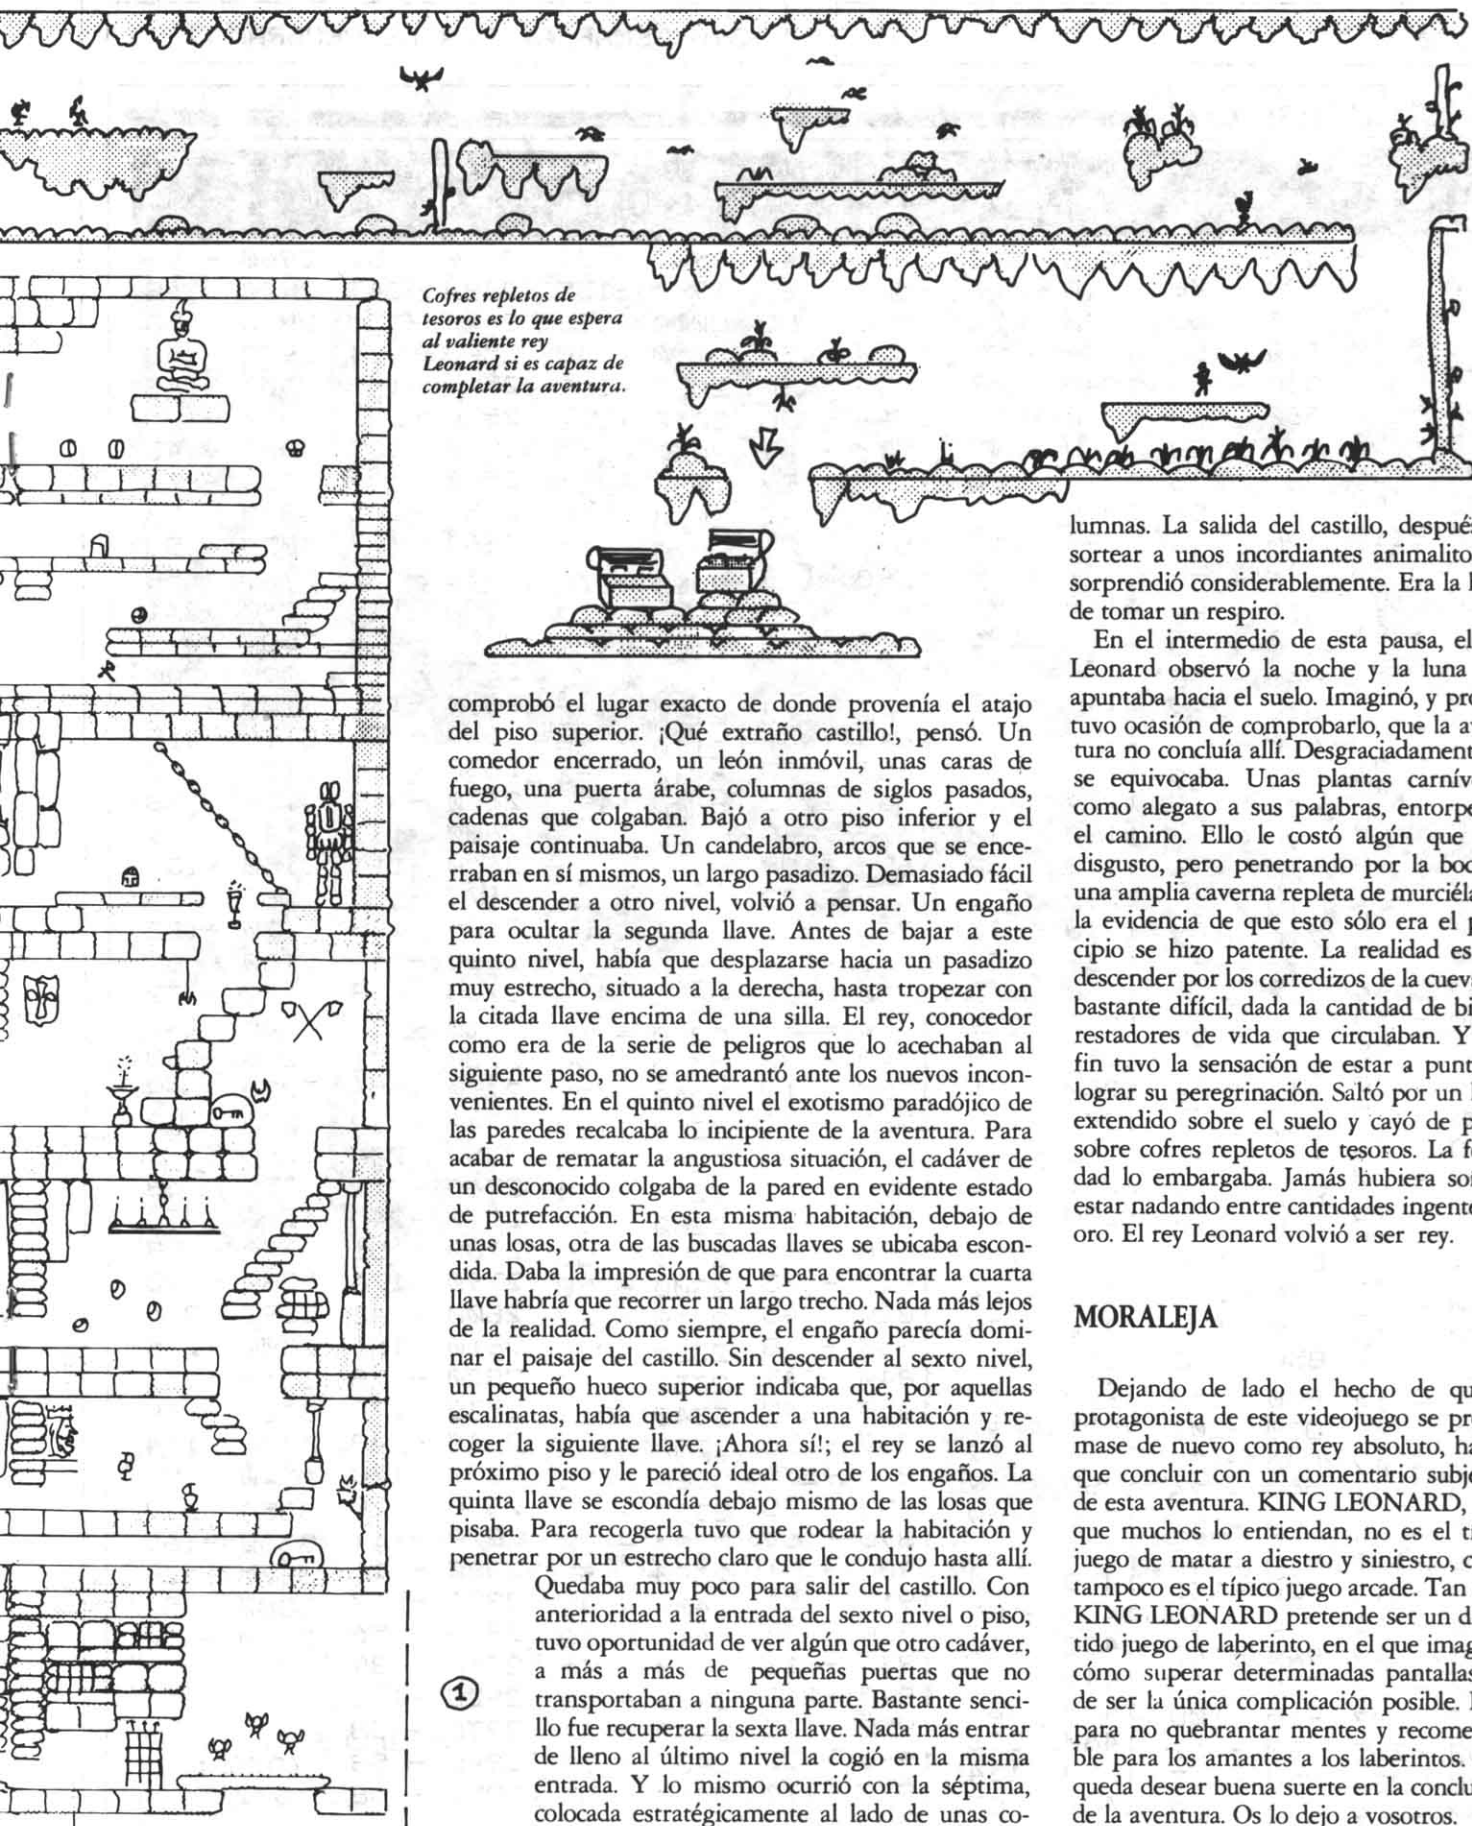 Cofres repletos de
tesoros es lo que espera
al valiente rey
Leonard si es capaz de
completar la aventura.
comprobó el lugar exacto de donde provenía el atajo
del piso superior. ¡Qué extraño castillo!, pensó. Un
comedor encerrado, un león inmóvil, unas caras de
fuego, una puerta árabe, columnas de siglos pasados,
cadenas que colgaban. Bajó a otro piso inferior y el
paisaje continuaba. Un candelabro, arcos que se ence-
rraban en sí mismos, un largo pasadizo. Demasiado fácil
el descender a otro nivel, volvió a pensar. Un engaño
para ocultar la segunda llave. Antes de bajar a este
quinto nivel, había que desplazarse hacia un pasadizo
muy estrecho, situado a la derecha, hasta tropezar con
la citada llave encima de una silla. El rey, conocedor
como era de la serie de peligros que lo acechaban al
siguiente paso, no se amedrantó ante los nuevos incon-
venientes. En el quinto nivel el exotismo paradójico de
las paredes recalcaba lo incipiente de la aventura. Para
acabar de rematar la angustiosa situación, el cadáver de
un desconocido colgaba de la pared en evidente estado
de putrefacción. En esta misma habitación, debajo de
unas losas, otra de las buscadas llaves se ubicaba escon-
dida. Daba la impresión de que para encontrar la cuarta
llave habría que recorrer un largo trecho. Nada más lejos
de la realidad. Como siempre, el engaño parecía domi-
nar el paisaje del castillo. Sin descender al sexto nivel,
un pequeño hueco superior indicaba que, por aquellas
escalinatas, había que ascender a una habitación y re-
coger la siguiente llave. ¡Ahora sí!; el rey se lanzó al
próximo piso y le pareció ideal otro de los engaños. La
quinta llave se escondía debajo mismo de las losas que
pisaba. Para recogerla tuvo que rodear la habitación y
penetrar por un estrecho claro que le condujo hasta allí.
Quedaba muy poco para salir del castillo. Con
anterioridad a la entrada del sexto nivel o piso,
tuvo oportunidad de ver algún que otro cadáver,
a más a más de pequeñas puertas que no
transportaban a ninguna parte. Bastante senci-
llo fue recuperar la sexta llave. Nada más entrar
de lleno al último nivel la cogió en la misma
entrada. Y lo mismo ocurrió con la séptima,
colocada estratégicamente al lado de unas co-
1
lumnas. La salida del castillo, despué
sortear a unos incordiantes animalito
sorprendió considerablemente. Era la
de tomar un respiro.
En el intermedio de esta pausa, el
Leonard observó la noche y la luna
apuntaba hacia el suelo. Imaginó, y pr
tuvo ocasión de comprobarlo, que la a
tura no concluía allí. Desgraciadament
se equivocaba. Unas plantas carnív
como alegato a sus palabras, entorpe
el camino. Ello le costó algún que
disgusto, pero penetrando por la boc
una amplia caverna repleta de murciéla
la evidencia de que esto sólo era el p
cipio se hizo patente. La realidad es
descender por los corredizos de la cuev
bastante difícil, dada la cantidad de bi
restadores de vida que circulaban. Y
fin tuvo la sensación de estar a punt
lograr su peregrinación. Saltó por un
extendido sobre el suelo y cayó de p
sobre cofres repletos de tesoros. La fe
dad lo embargaba. Jamás hubiera so
estar nadando entre cantidades ingente
oro. El rey Leonard volvió a ser rey.
MORALEJA
Dejando de lado el hecho de qu
protagonista de este videojuego se pr
mase de nuevo como rey absoluto, ha
que concluir con un comentario subj
de esta aventura. KING LEONARD,
que muchos lo entiendan, no es el t
juego de matar a diestro y siniestro, c
tampoco es el típico juego arcade. Tan
KING LEONARD pretende ser un d
tido juego de laberinto, en el que imag
cómo superar determinadas pantallas
de ser la única complicación posible.
para no quebrantar mentes y recome
ble para los amantes a los laberintos.
queda desear buena suerte en la conclu
de la aventura. Os lo dejo a vosotros.